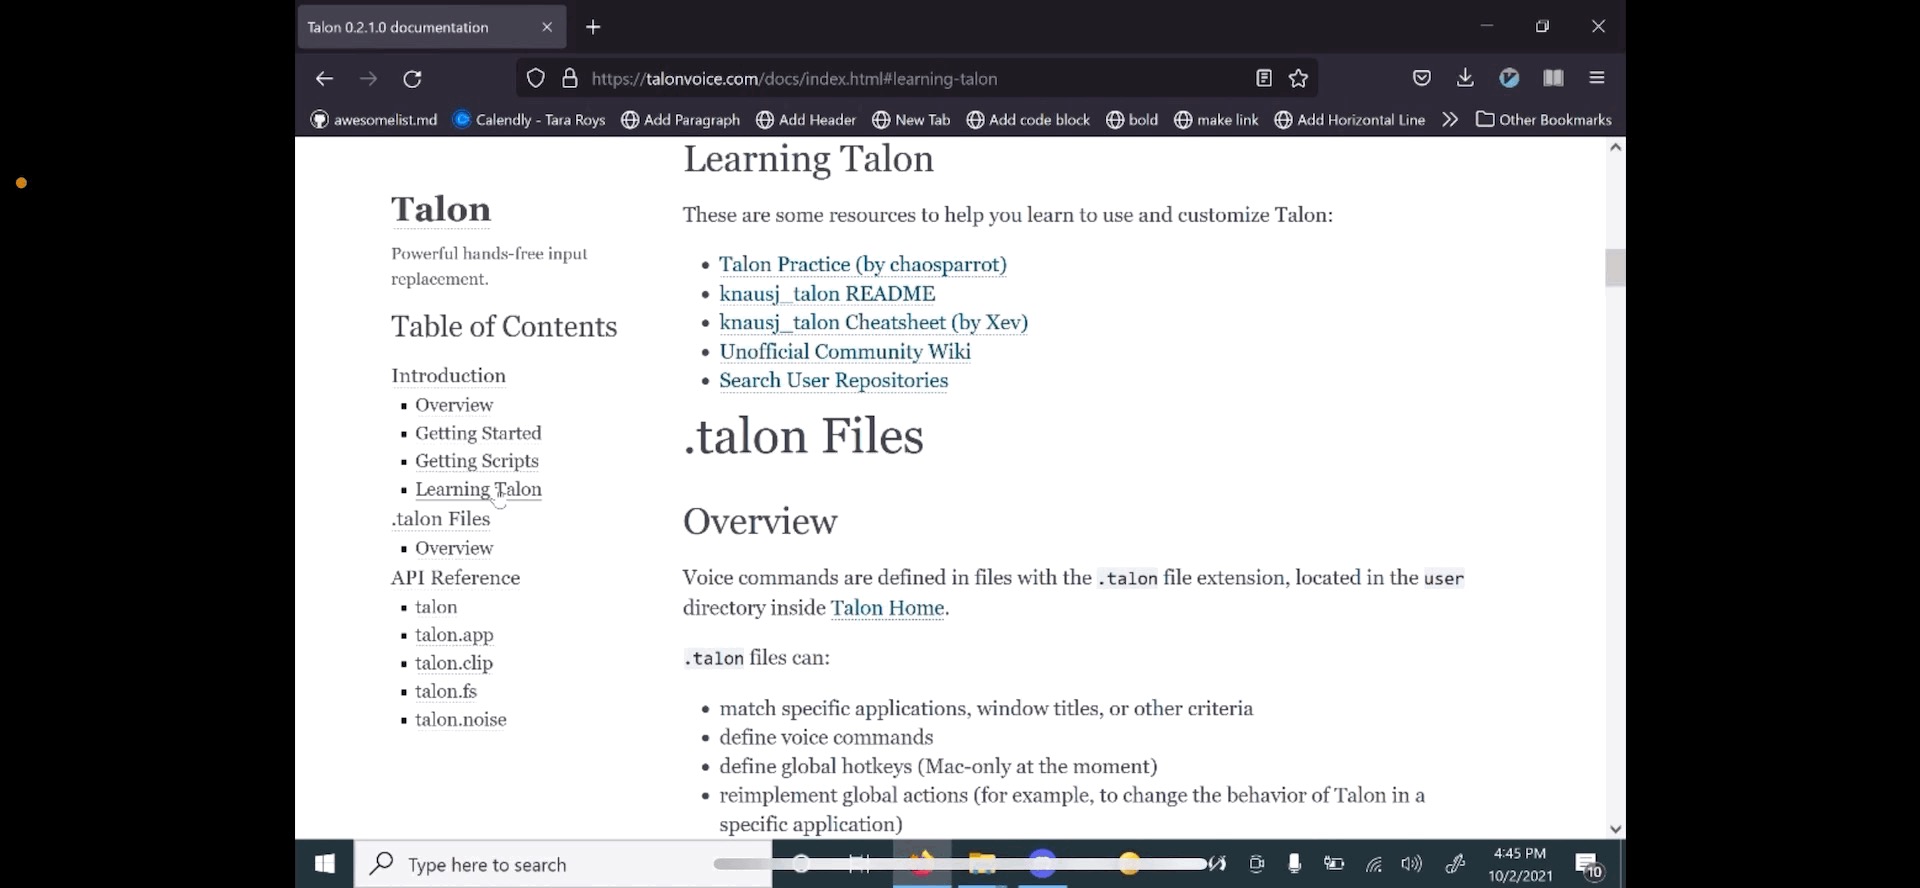 Talon 0.2.1.0 documentation
https://talonvoice.com/docs/index.html#learning-talon
awesomelist.md Calendly - Tara Roys Add Paragraph Add Header New Tab Add code block bold make link Add Horizontal Line Other Bookmarks
Talon
Powerful hands-free input
replacement.
Table of Contents
Introduction
Overview
Getting Started
Getting Scripts
Learning Talon
.talon Files
Overview
API Reference
talon
talon.app
talon.clip
talon.fs
talon.noise
Learning Talon
These are some resources to help you learn to use and customize Talon:
Talon Practice (by chaosparrot)
knausj_talon README
knausj_talon Cheatsheet (by Xev)
Unofficial Community Wiki
Search User Repositories
.talon Files
Overview
Voice commands are defined in files with the .talon file extension, located in the user
directory inside Talon Home.
.talon files can:
match specific applications, window titles, or other criteria
define voice commands
define global hotkeys (Mac-only at the moment)
reimplement global actions (for example, to change the behavior of Talon in a
specific application)
Type here to search
4:45 PM
10/2/2021
10